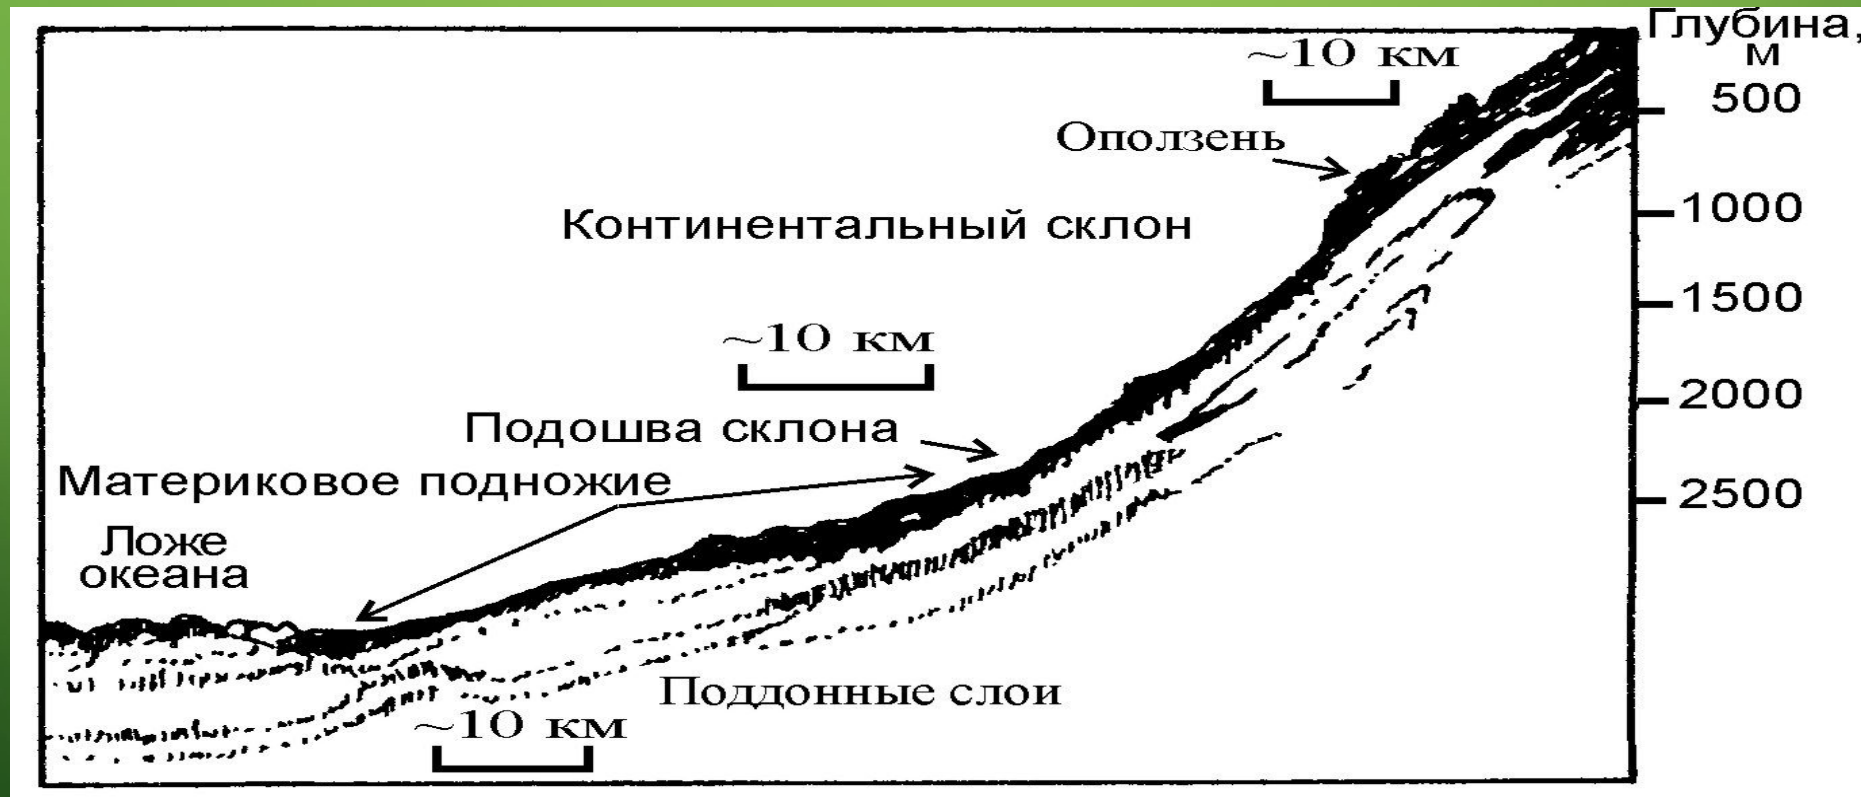 Глубина,
м
~10 км
500
Оползень
1000
Континентальный склон
1500
~10 км
2000
Подошва склона
Материковое подножие
2500
Ложе
океана
Поддонные слои
~10 км